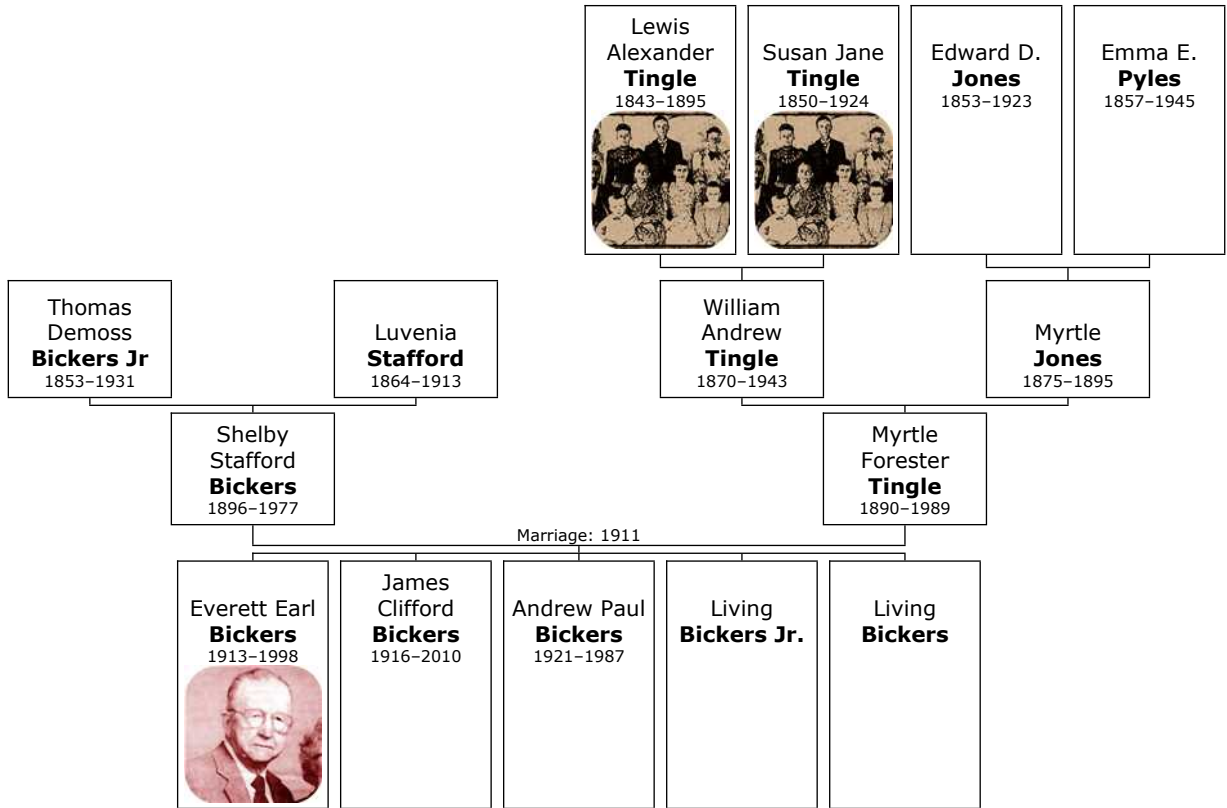 Lewis
Alexander
Tingle
1843–1895
Susan Jane
Tingle
1850–1924
Edward D.
Jones
1853–1923
Emma E.
Pyles
1857–1945
Thomas
Demoss
Bickers Jr
1853–1931
Luvenia
Stafford
1864–1913
William
Andrew
Tingle
1870–1943
Myrtle
Jones
1875–1895
Shelby
Stafford
Bickers
1896–1977
Myrtle
Forester
Tingle
1890–1989
Marriage: 1911
Everett Earl
Bickers
1913–1998
James
Clifford
Bickers
1916–2010
Andrew Paul
Bickers
1921–1987
Living
Bickers Jr.
Living
Bickers